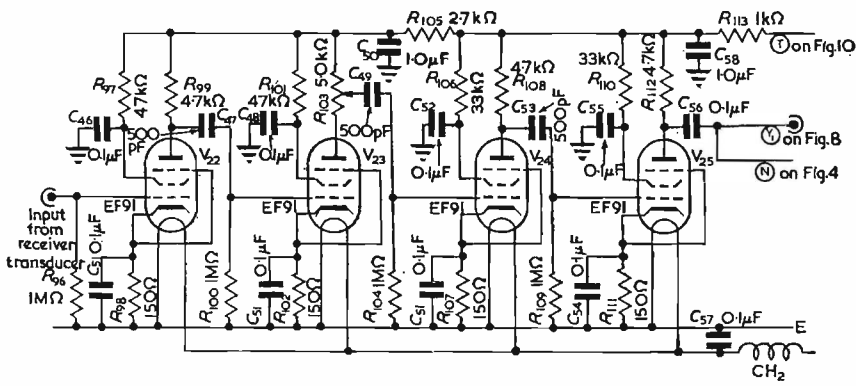 R105 2.7kΩ
R113 1kΩ
T on Fig.10
C50
1.0μF
C58
1.0μF
R97
47kΩ
R99
4.7kΩ
R101
47kΩ
R103
5.0kΩ
C49
500pF
R106
33kΩ
4.7kΩ
R108
33kΩ
R110
R112 4.7kΩ
C46
0.1μF
500
pF
C47
C48
0.1μF
C52
0.1μF
C53
500pF
C55
0.1μF
C56
0.1μF
Y1 on Fig.8
N on Fig.4
V22
V23
V24
V25
EF91
EF91
EF91
EF91
Input
from
receiver
transducer
R96
1MΩ
C51 0.1μF
R98
150Ω
R100 1MΩ
0.1μF
C51
R102
150Ω
R104 1MΩ
0.1μF
C51
R107
150Ω
R109 1MΩ
0.1μF
C54
R111
150Ω
C57 0.1μF
E
CH2